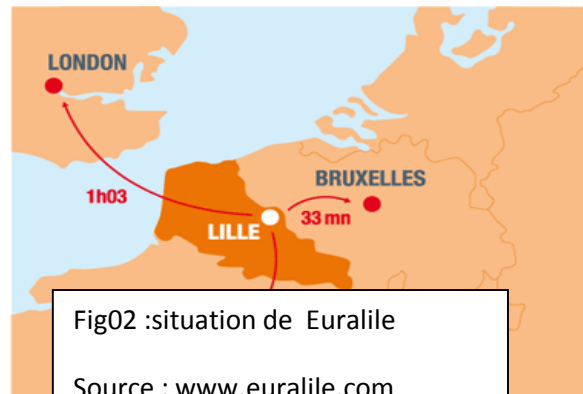 LONDON
1h03
BRUXELLES
33 mn
LILLE
Fig02 :situation de Euralile
Source : www.euralile.com